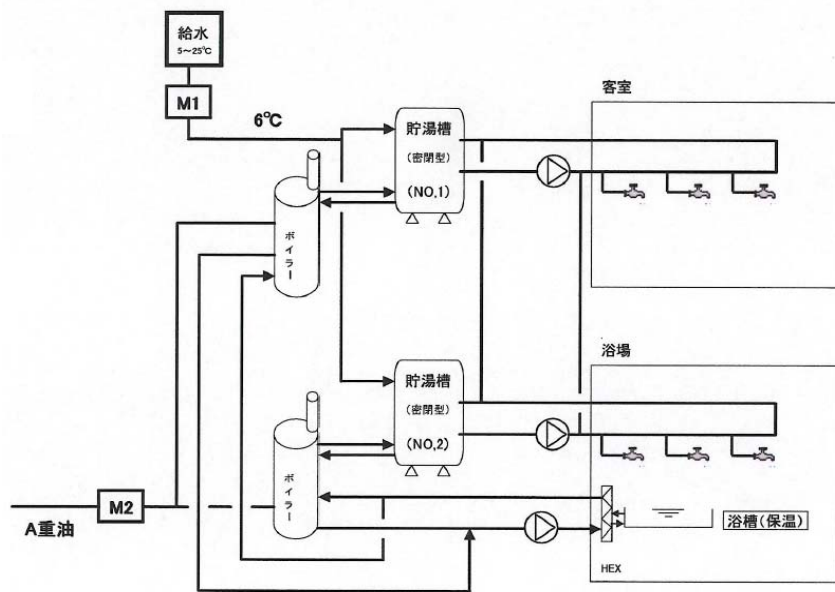 給水
5〜25℃
M1
6℃
客室
貯湯槽
(密閉型)
(NO,1)
ボイラー
浴場
貯湯槽
(密閉型)
(NO,2)
ボイラー
M2
A重油
浴槽(保温)
HEX